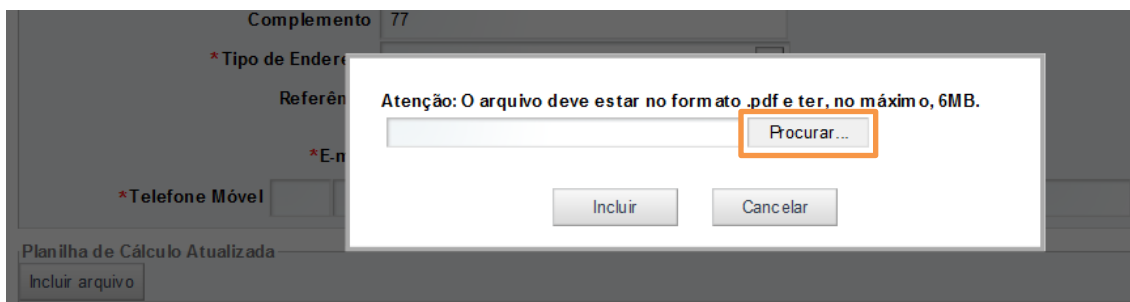 Complemento 77
*Tipo de Endere
Referên
Atenção: O arquivo deve estar no formato .pdf e ter, no máximo, 6MB.
Procurar...
*E-m
*Telefone Móvel
Incluir Cancelar
Planilha de Cálculo Atualizada
Incluir arquivo